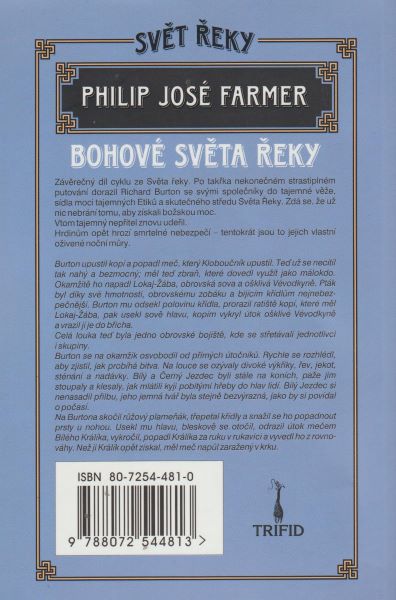 SVĚT ŘEKY
PHILIP JOSÉ FARMER
BOHOVÉ SVĚTA ŘEKY
Závěrečný díl cyklu ze Světa řeky. Po takřka nekonečném strastiplném
putování dorazil Richard Burton se svými společníky do tajemné věže,
sídla moci tajemných Etiků a skutečného středu Světa Řeky. Zdá se, že už
nic nebrání tomu, aby získali božskou moc.
Vtom tajemný nepřítel znovu udeřil.
Hrdinům opět hrozí smrtelné nebezpečí – tentokrát jsou to jejich vlastní
oživené noční můry.
Burton upustil kopí a popadl meč, který Kloboučník upustil. Teď už se necítil
tak nahý a bezmocný; měl teď zbraň, které dovedl využít jako málokdo.
Okamžitě ho napadl Lokaj-Žába, obrovská sova a ošklivá Vévodkyně. Pták
byl díky své hmotnosti, obrovskému zobáku a bijícím křídlům nejnebez-
pečnější. Burton mu odsekl polovinu křídla, prorazil ratiště kopí, které měl
Lokaj-Žába, pak usekl sově hlavu, kopím vykryl útok ošklivé Vévodkyně
a vrazil jí je do břicha.
Celá louka teď byla jedno obrovské bojiště, kde se střetávali jednotlivci
i skupiny.
Burton se na okamžik osvobodil od přímých útočníků. Rychle se rozhlédl,
aby zjistil, jak probíhá bitva. Na louce se ozývaly divoké výkřiky, řev, jekot,
sténání a nadávky. Bílý a Černý Jezdec byli stále na koních, paže jim
stoupaly a klesaly, jak mlátili kyji pobitými hřeby do hlav lidí. Bílý Jezdec si
nenasadil přilbu, jeho jemná tvář byla stejně bezvýrazná, jako by si povídal
o počasí.
Na Burtona skočil růžový plameňák, třepetal křídly a snažil se ho popadnout
prsty u nohou. Usekl mu hlavu, bleskově se otočil, odrazil útok mečem
Bílého Králíka, vykročil, popadl Králíka za ruku v rukavici a vyvedl ho z rovno-
váhy. Než ji Králík opět získal, měl meč napůl zaražený v krku.
ISBN 80-7254-481-0
9 788072 544813 >
TRIFID